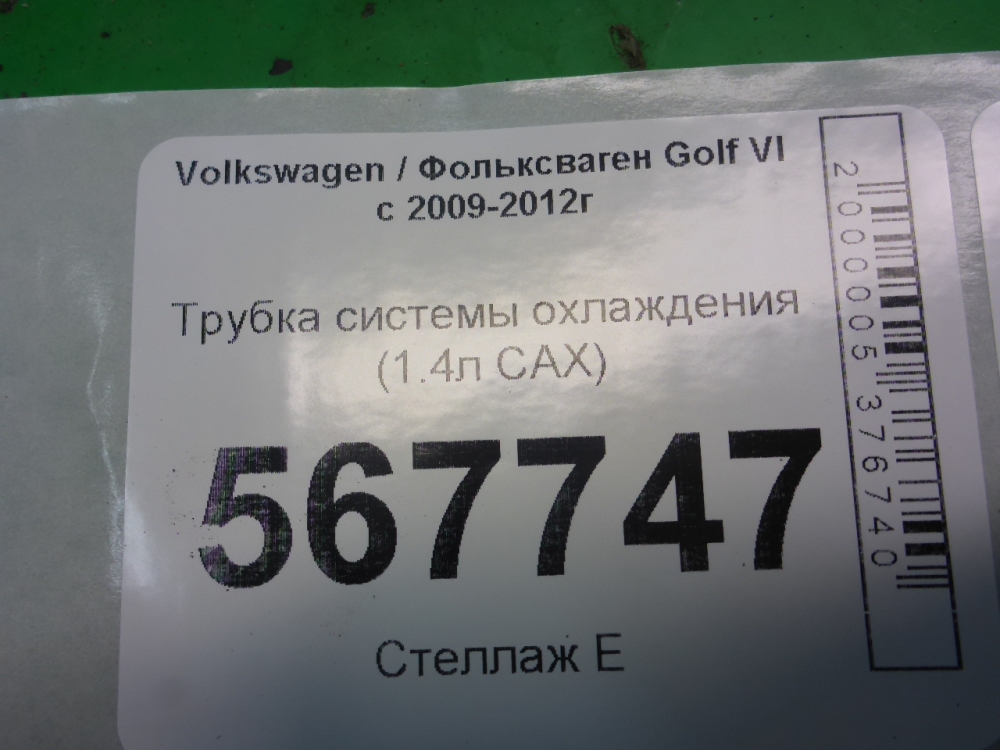 Volkswagen / Фольксваген Golf VI
с 2009-2012г
Трубка системы охлаждения
(1.4л CAX)
567747
Стеллаж Е
2000005376740